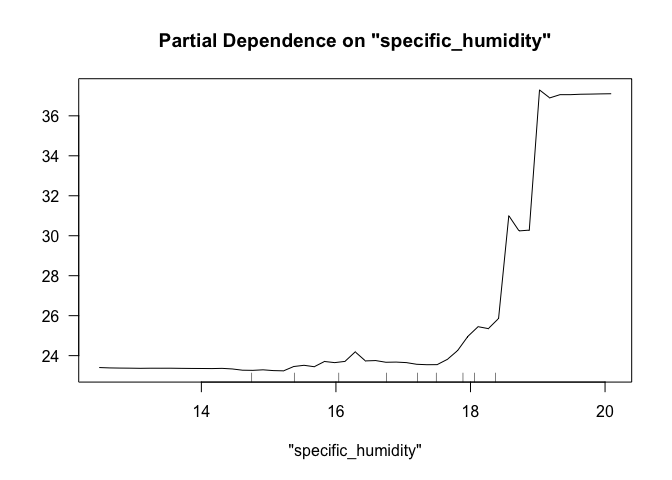 Partial Dependence on "specific_humidity"
36
34
32
30
28
26
24
14 16 18 20
"specific_humidity"